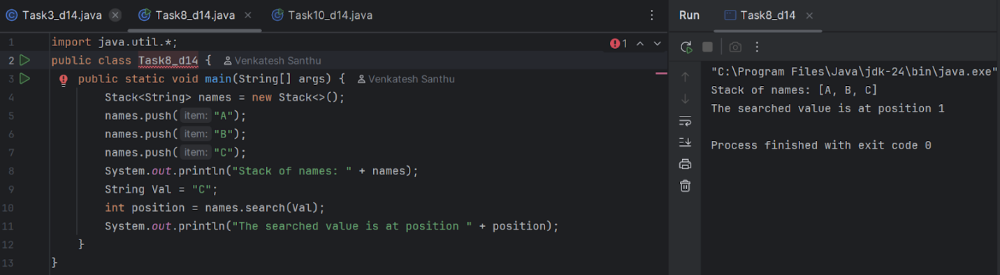 Task3_d14.java Task8_d14.java Task10_d14.java
1 import java.util.*;
2 public class Task8_d14 { Venkatesh Santhu
3 public static void main(String[] args) { Venkatesh Santhu
4 Stack<String> names = new Stack<>();
5 names.push( item: "A");
6 names.push( item: "B");
7 names.push( item: "C");
8 System.out.println("Stack of names: " + names);
9 String Val = "C";
10 int position = names.search(Val);
11 System.out.println("The searched value is at position " + position);
12 }
13 }
1
Run Task8_d14
"C:\Program Files\Java\jdk-24\bin\java.exe"
Stack of names: [A, B, C]
The searched value is at position 1
Process finished with exit code 0